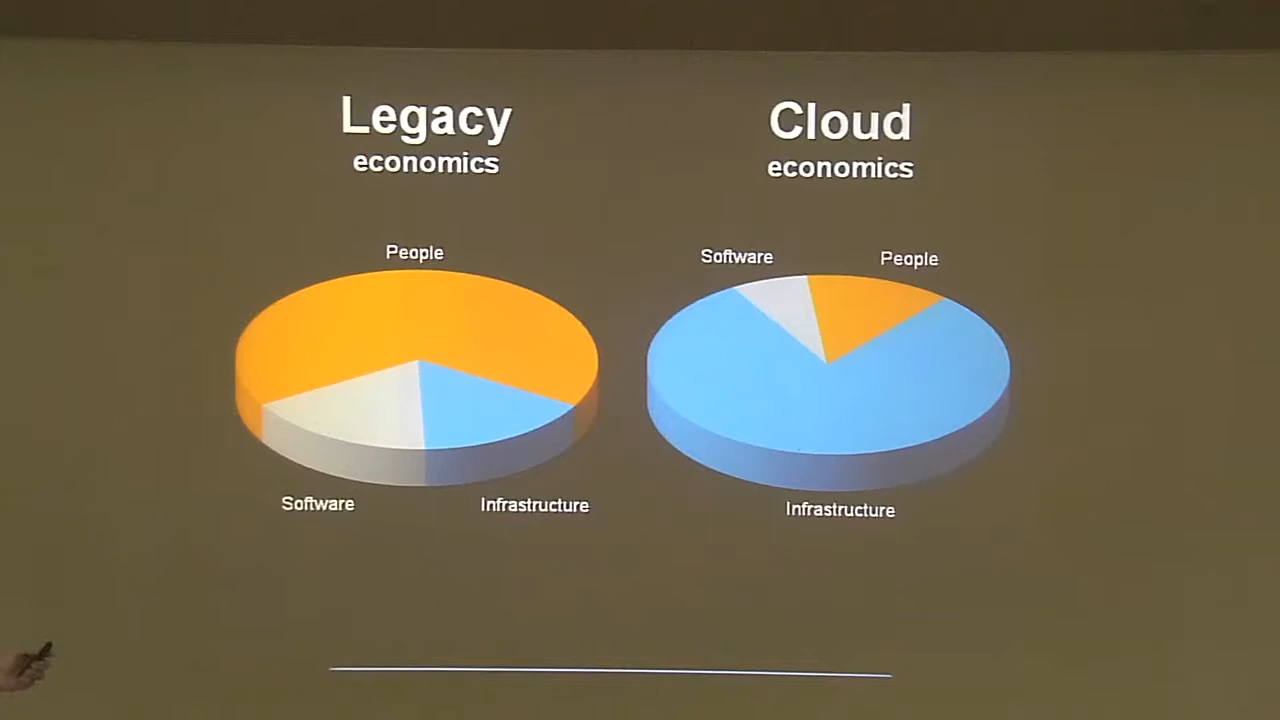 Legacy
economics
People
Software
Infrastructure
Cloud
economics
Software
People
Infrastructure